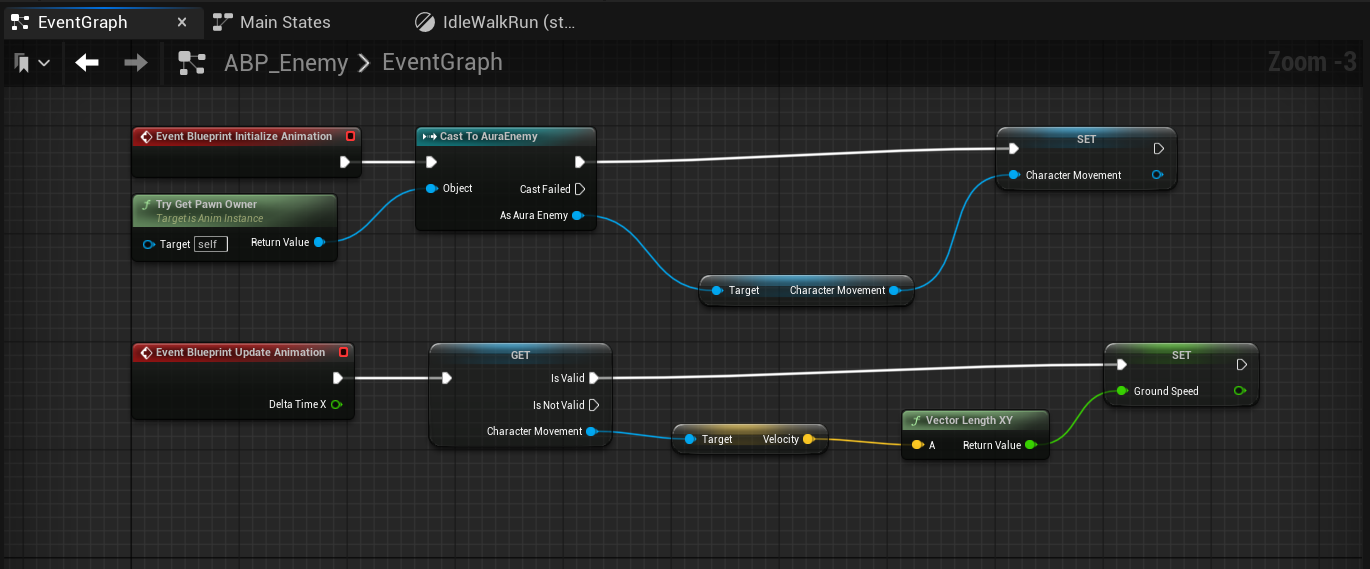 EventGraph
Main States
IdleWalkRun (st...
ABP_Enemy > EventGraph
Zoom -3
Event Blueprint Initialize Animation
Cast To AuraEnemy
SET
Object
Cast Failed
Character Movement
Try Get Pawn Owner
Target is Anim Instance
As Aura Enemy
Target self
Return Value
Target
Character Movement
Event Blueprint Update Animation
GET
SET
Is Valid
Delta Time X
Is Not Valid
Ground Speed
Character Movement
Target
Velocity
Vector Length XY
A
Return Value